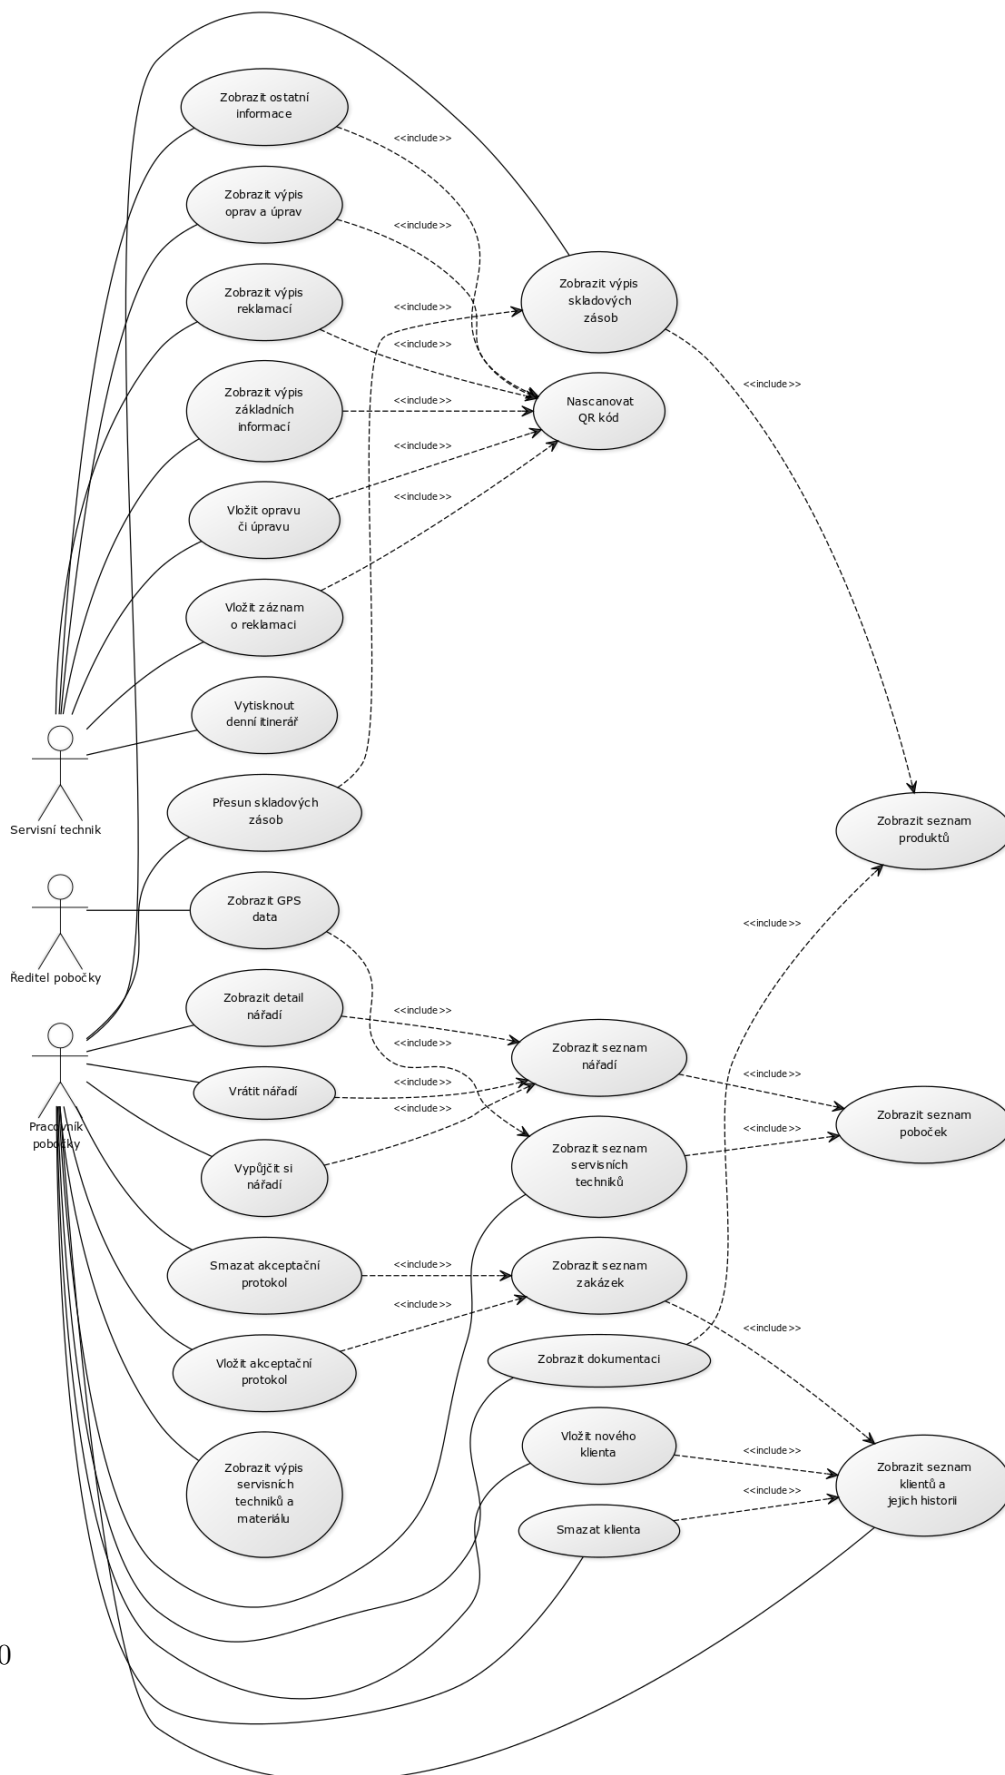 Zobrazit ostatní
informace
<<include>>
Zobrazit výpis
oprav a úprav
<<include>>
Zobrazit výpis
reklamací
<<include>>
<<include>>
Zobrazit výpis
skladových
zásob
<<include>>
Zobrazit výpis
základních
informací
<<include>>
Nascanovat
QR kód
<<include>>
Vložit opravu
či úpravu
<<include>>
Vložit záznam
o reklamaci
Vytisknout
denní itinerář
Servisní technik
Přesun skladových
zásob
Zobrazit seznam
produktů
Zobrazit GPS
data
<<include>>
Ředitel pobočky
Zobrazit detail
nářadí
<<include>>
<<include>>
Zobrazit seznam
nářadí
<<include>>
Vrátit nářadí
<<include>>
<<include>>
Zobrazit seznam
poboček
<<include>>
Pracovník
pobočky
Vypůjčit si
nářadí
Zobrazit seznam
servisních
techniků
Smazat akceptační
protokol
<<include>>
Zobrazit seznam
zakázek
<<include>>
<<include>>
Vložit akceptační
protokol
Zobrazit dokumentaci
Zobrazit výpis
servisních
techniků a
materiálu
Vložit nového
klienta
<<include>>
Zobrazit seznam
klientů a
jejich historii
<<include>>
Smazat klienta
0